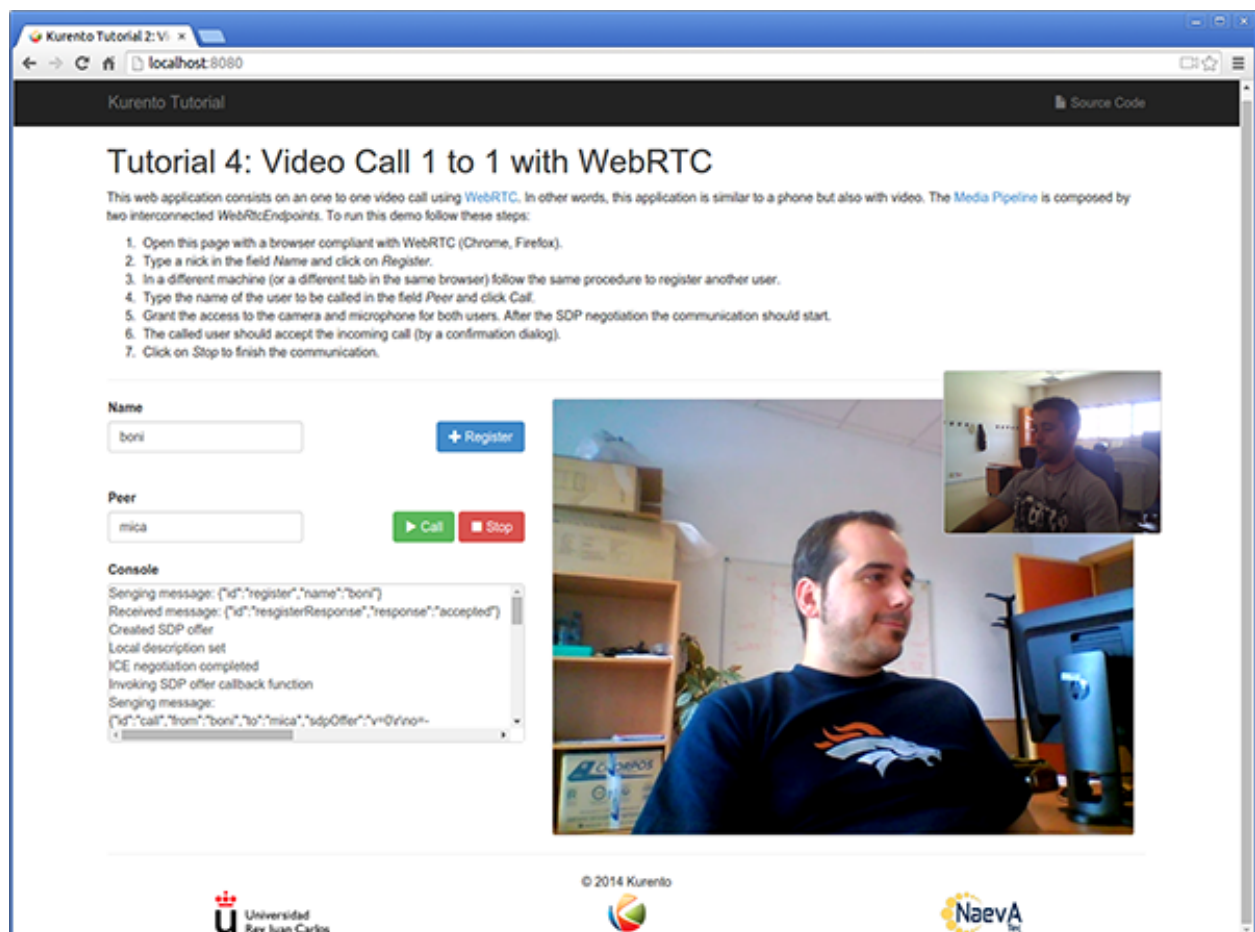 Kurento Tutorial 2: Vi
localhost:8080
Kurento Tutorial
Source Code
Tutorial 4: Video Call 1 to 1 with WebRTC
This web application consists on an one to one video call using WebRTC. In other words, this application is similar to a phone but also with video. The Media Pipeline is composed by
two interconnected WebRtcEndpoints. To run this demo follow these steps:
1. Open this page with a browser compliant with WebRTC (Chrome, Firefox).
2. Type a nick in the field Name and click on Register.
3. In a different machine (or a different tab in the same browser) follow the same procedure to register another user.
4. Type the name of the user to be called in the field Peer and click Call.
5. Grant the access to the camera and microphone for both users. After the SDP negotiation the communication should start.
6. The called user should accept the incoming call (by a confirmation dialog).
7. Click on Stop to finish the communication.
Name
boni
Register
Peer
mica
Call
Stop
Console
Senging message: {"id":"register","name":"boni"}
Received message: {"id":"resgisterResponse","response":"accepted"}
Created SDP offer
Local description set
ICE negotiation completed
Invoking SDP offer callback function
Senging message:
{"id":"call","from":"boni","to":"mica","sdpOffer":"v=0\r\no=-
© 2014 Kurento
Universidad
Rey Juan Carlos
NaevA
Tec